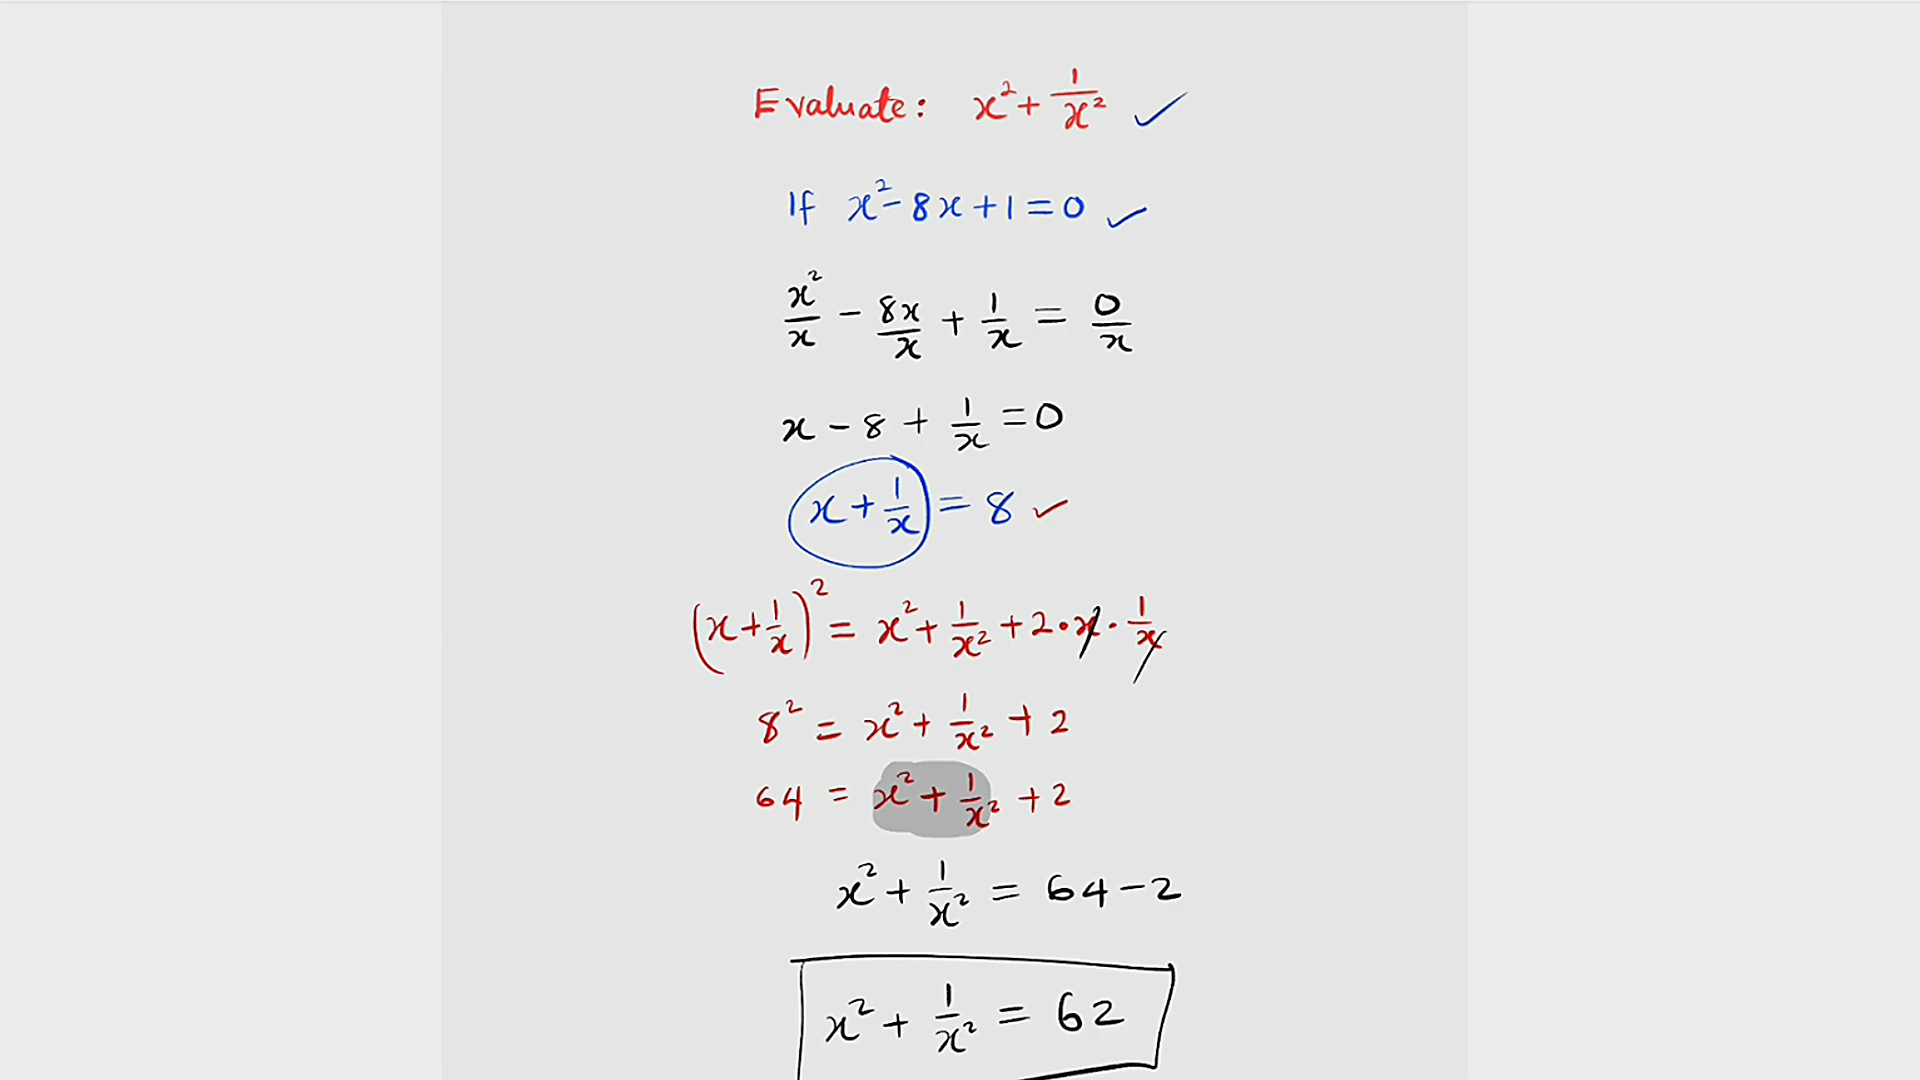 Evaluate: x² + 1/x² ✓
If x² - 8x + 1 = 0 ✓
x²/x - 8x/x + 1/x = 0/x
x - 8 + 1/x = 0
x + 1/x = 8 ✓
(x + 1/x)² = x² + 1/x² + 2 · x · 1/x
8² = x² + 1/x² + 2
64 = x² + 1/x² + 2
x² + 1/x² = 64 - 2
x² + 1/x² = 62